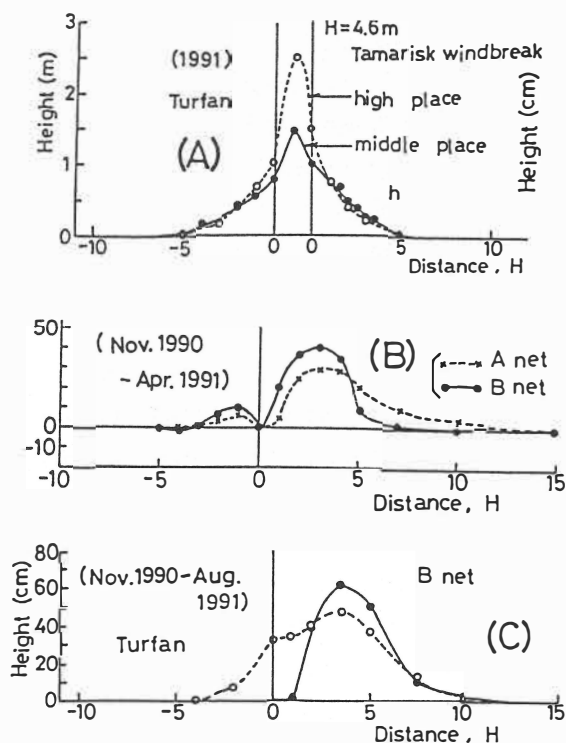 H=4.6m
(1991)
Tamarisk windbreak
Turfan
high place
(A)
middle place
h
Height (m)
Height (cm)
3
2
1
0
-10 -5 0 0 5 10
Distance, H
(Nov. 1990
- Apr. 1991)
(B)
A net
B net
40
0
-10
-10 -5 0 5 10 15
Distance, H
(Nov. 1990-Aug.
1991)
B net
Turfan
(C)
Height (cm)
80
60
40
20
0
-10 -5 0 5 10
Distance, H